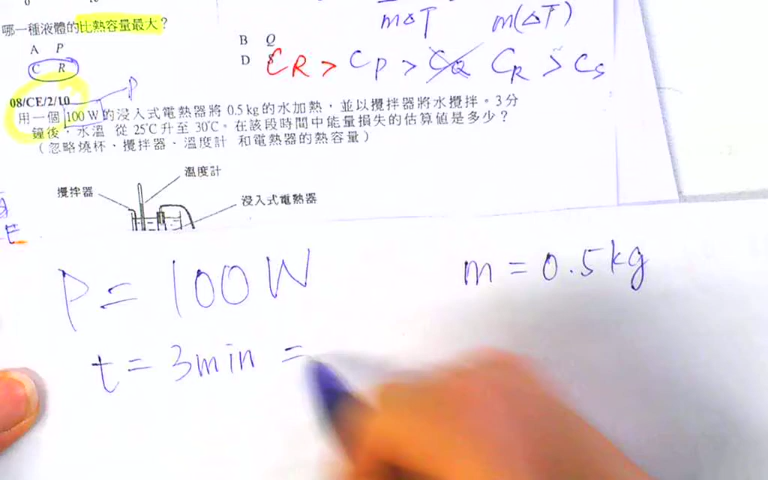 mΔT m(ΔT)
哪一種液體的比熱容量最大?
A P
B Q
C R
D CR > CP > CQ CR > CS
08/CE/2/10
P
用一個 100 W 的浸入式電熱器將 0.5 kg的水加熱,並以攪拌器將水攪拌。3 分
鐘後,水溫 從 25°C 升至 30°C。在該段時間中能量損失的估算值是多少?
(忽略燒杯、攪拌器、溫度計 和電熱器的熱容量)
溫度計
攪拌器
浸入式電熱器
E
P = 100 W
m = 0.5 kg
t = 3min =